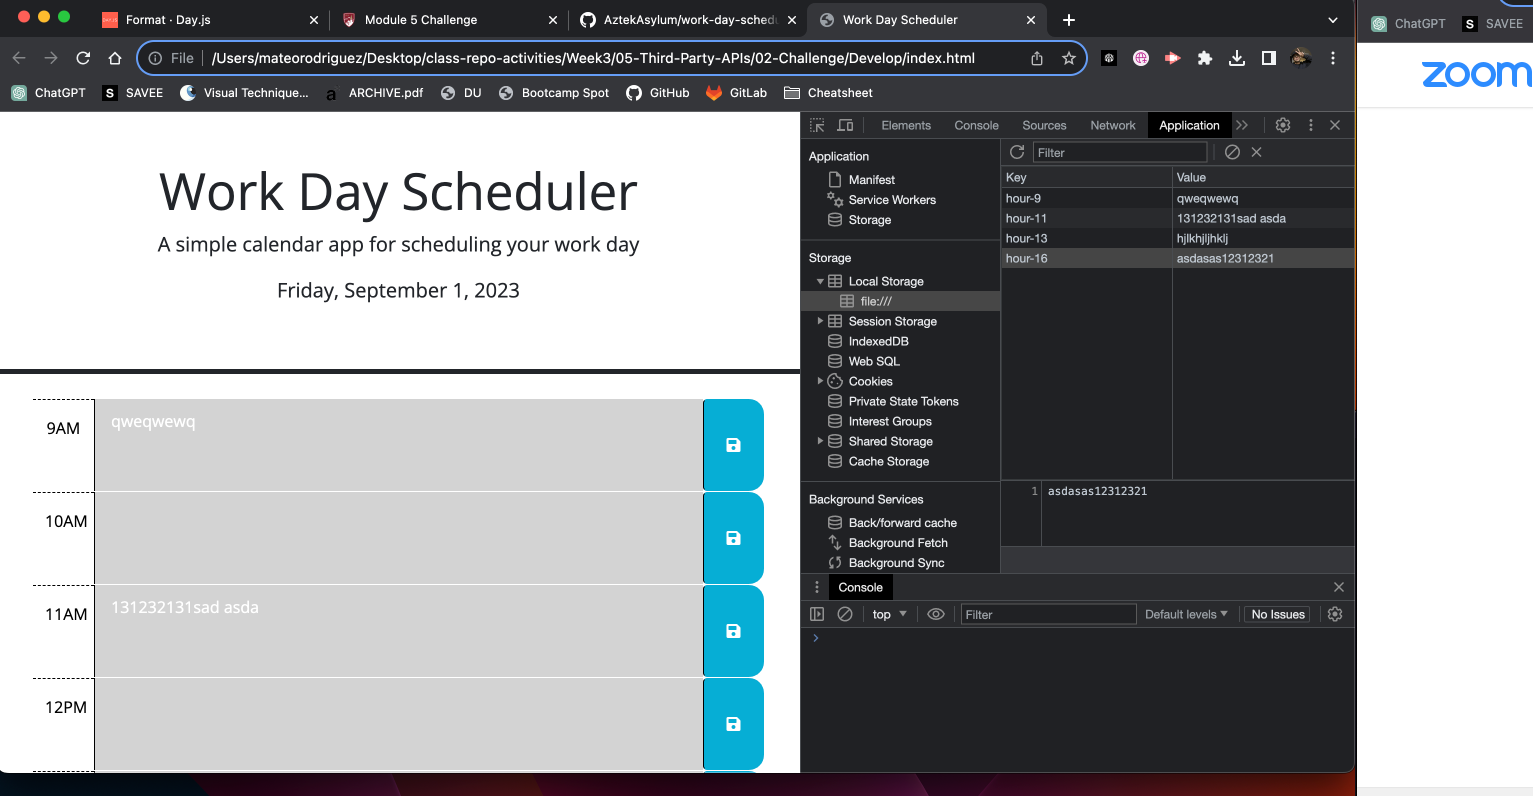 Format · Day.js
Module 5 Challenge
AztekAsylum/work-day-schedu
Work Day Scheduler
File
/Users/mateorodriguez/Desktop/class-repo-activities/Week3/05-Third-Party-APIs/02-Challenge/Develop/index.html
ChatGPT
S SAVEE
Visual Technique...
a ARCHIVE.pdf
DU
Bootcamp Spot
GitHub
GitLab
Cheatsheet
ChatGPT
S SAVEE
zoom
Work Day Scheduler
A simple calendar app for scheduling your work day
Friday, September 1, 2023
9AM
qweqwewq
10AM
11AM
131232131sad asda
12PM
Elements
Console
Sources
Network
Application
Application
Manifest
Service Workers
Storage
Storage
Local Storage
file:///
Session Storage
IndexedDB
Web SQL
Cookies
Private State Tokens
Interest Groups
Shared Storage
Cache Storage
Background Services
Back/forward cache
Background Fetch
Background Sync
Filter
Key Value
hour-9 qweqwewq
hour-11 131232131sad asda
hour-13 hjlkhjljhklj
hour-16 asdasas12312321
1 asdasas12312321
Console
top
Filter
Default levels
No Issues